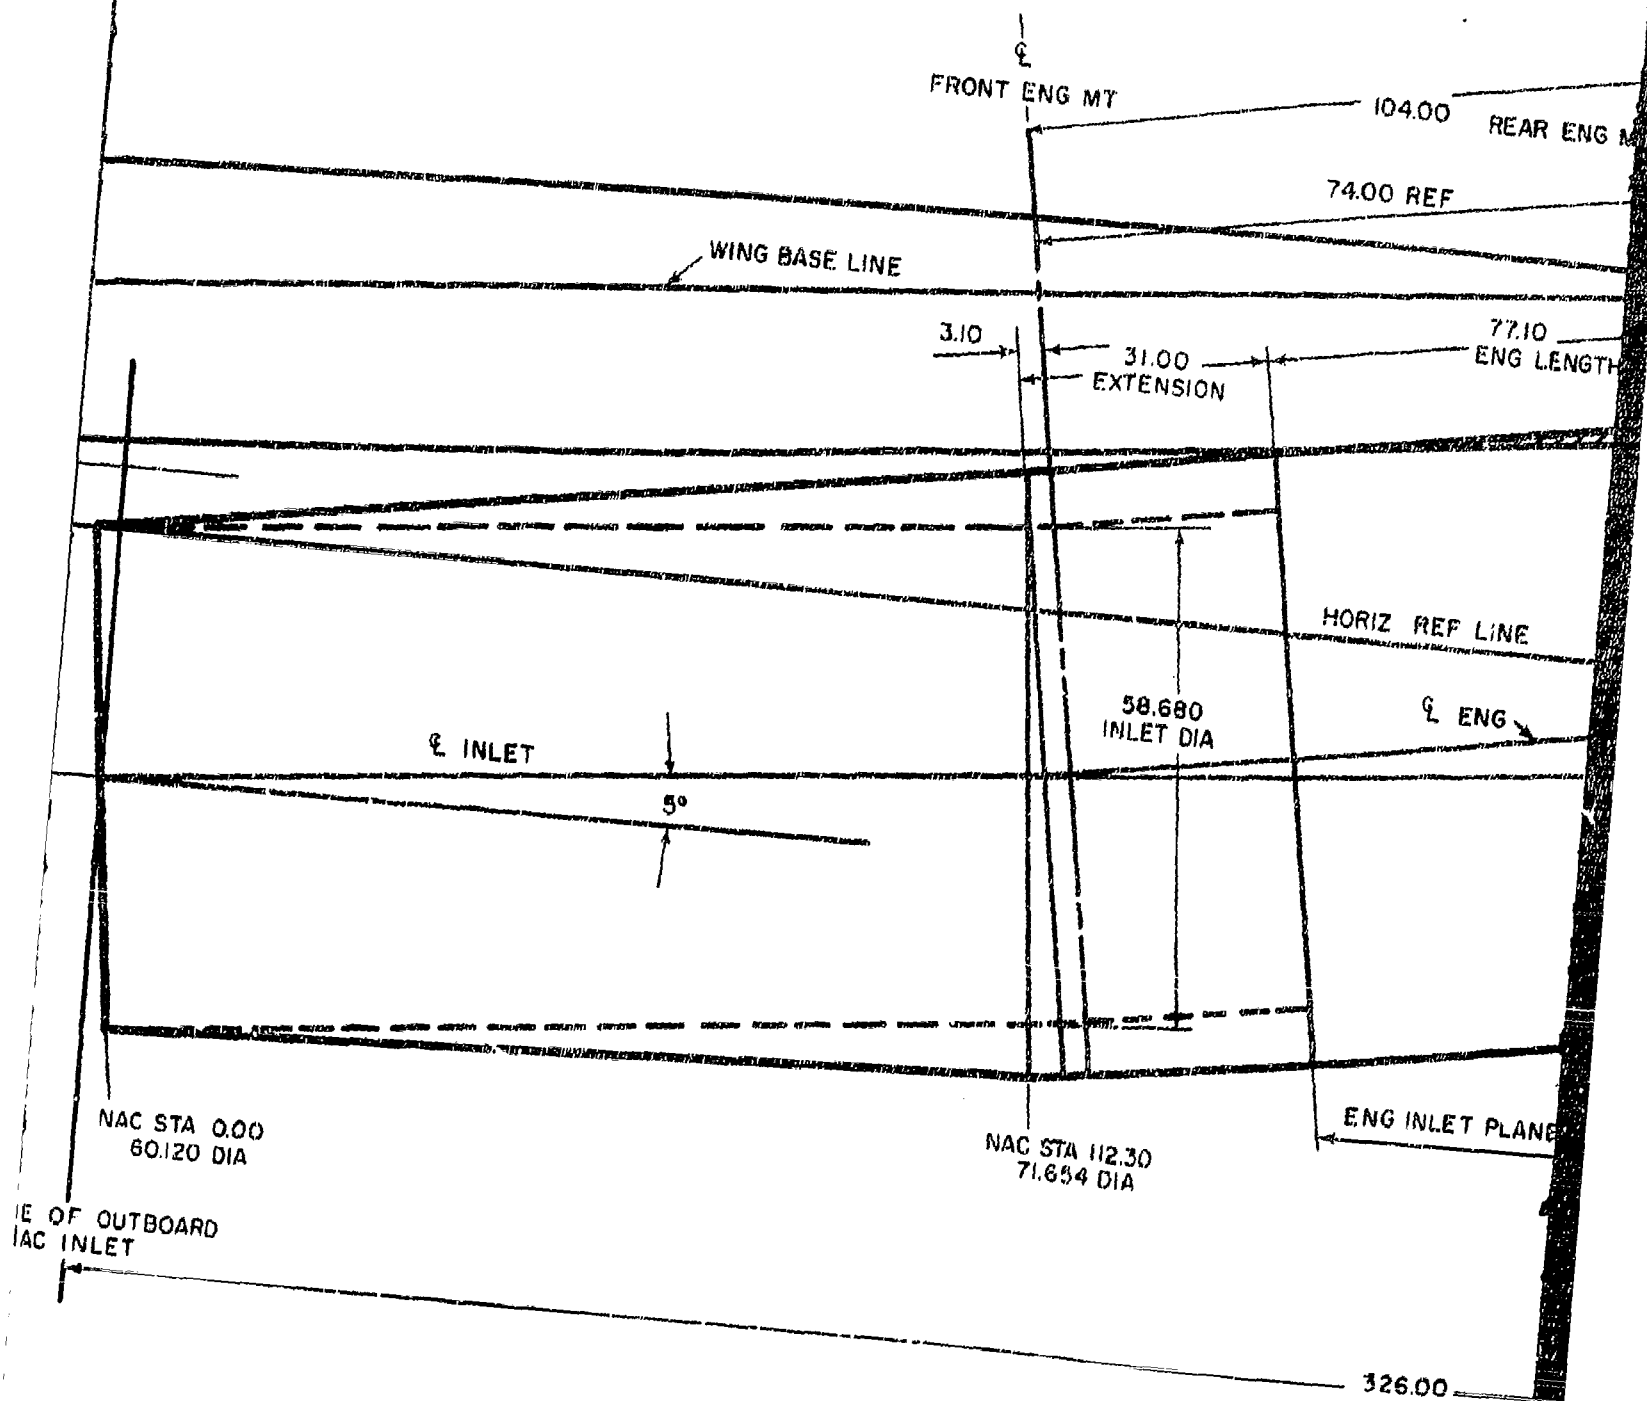 ℄
FRONT ENG MT
104.00
REAR ENG
74.00 REF
WING BASE LINE
3.10
31.00
EXTENSION
77.10
ENG LENGTH
HORIZ REF LINE
58.680
INLET DIA
℄ ENG
℄ INLET
5°
NAC STA 0.00
60.120 DIA
NAC STA 112.30
71.654 DIA
ENG INLET PLANE
OF OUTBOARD
INLET
326.00